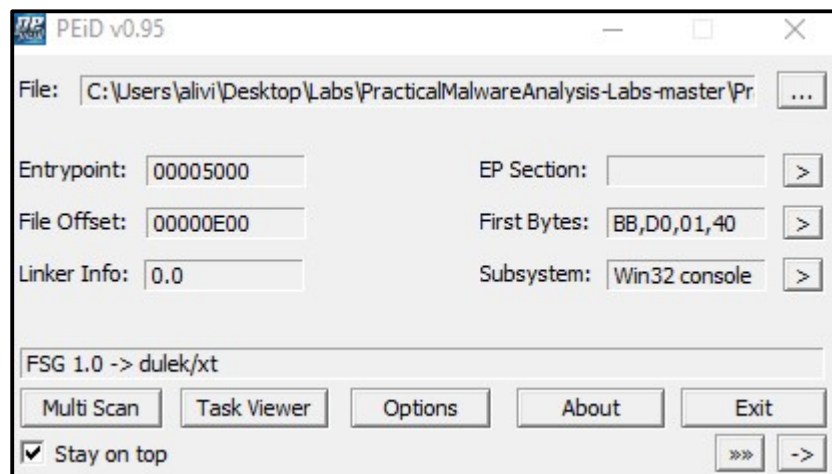 PEiD v0.95
File: C:\Users\alivi\Desktop\Labs\PracticalMalwareAnalysis-Labs-master\Pr ...
Entrypoint: 00005000 EP Section: >
File Offset: 00000E00 First Bytes: BB,D0,01,40 >
Linker Info: 0.0 Subsystem: Win32 console >
FSG 1.0 -> dulek/xt
Multi Scan Task Viewer Options About Exit
Stay on top »» ->